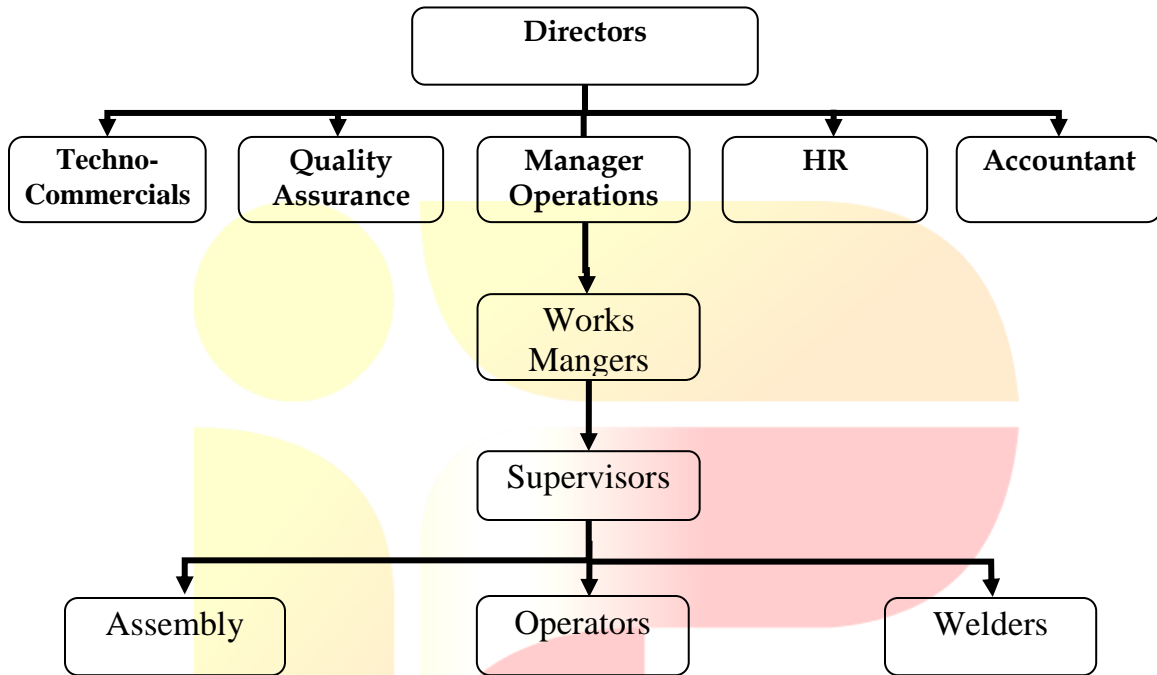 Directors
Techno-
Commercials
Quality
Assurance
Manager
Operations
HR
Accountant
Works
Mangers
Supervisors
Assembly
Operators
Welders